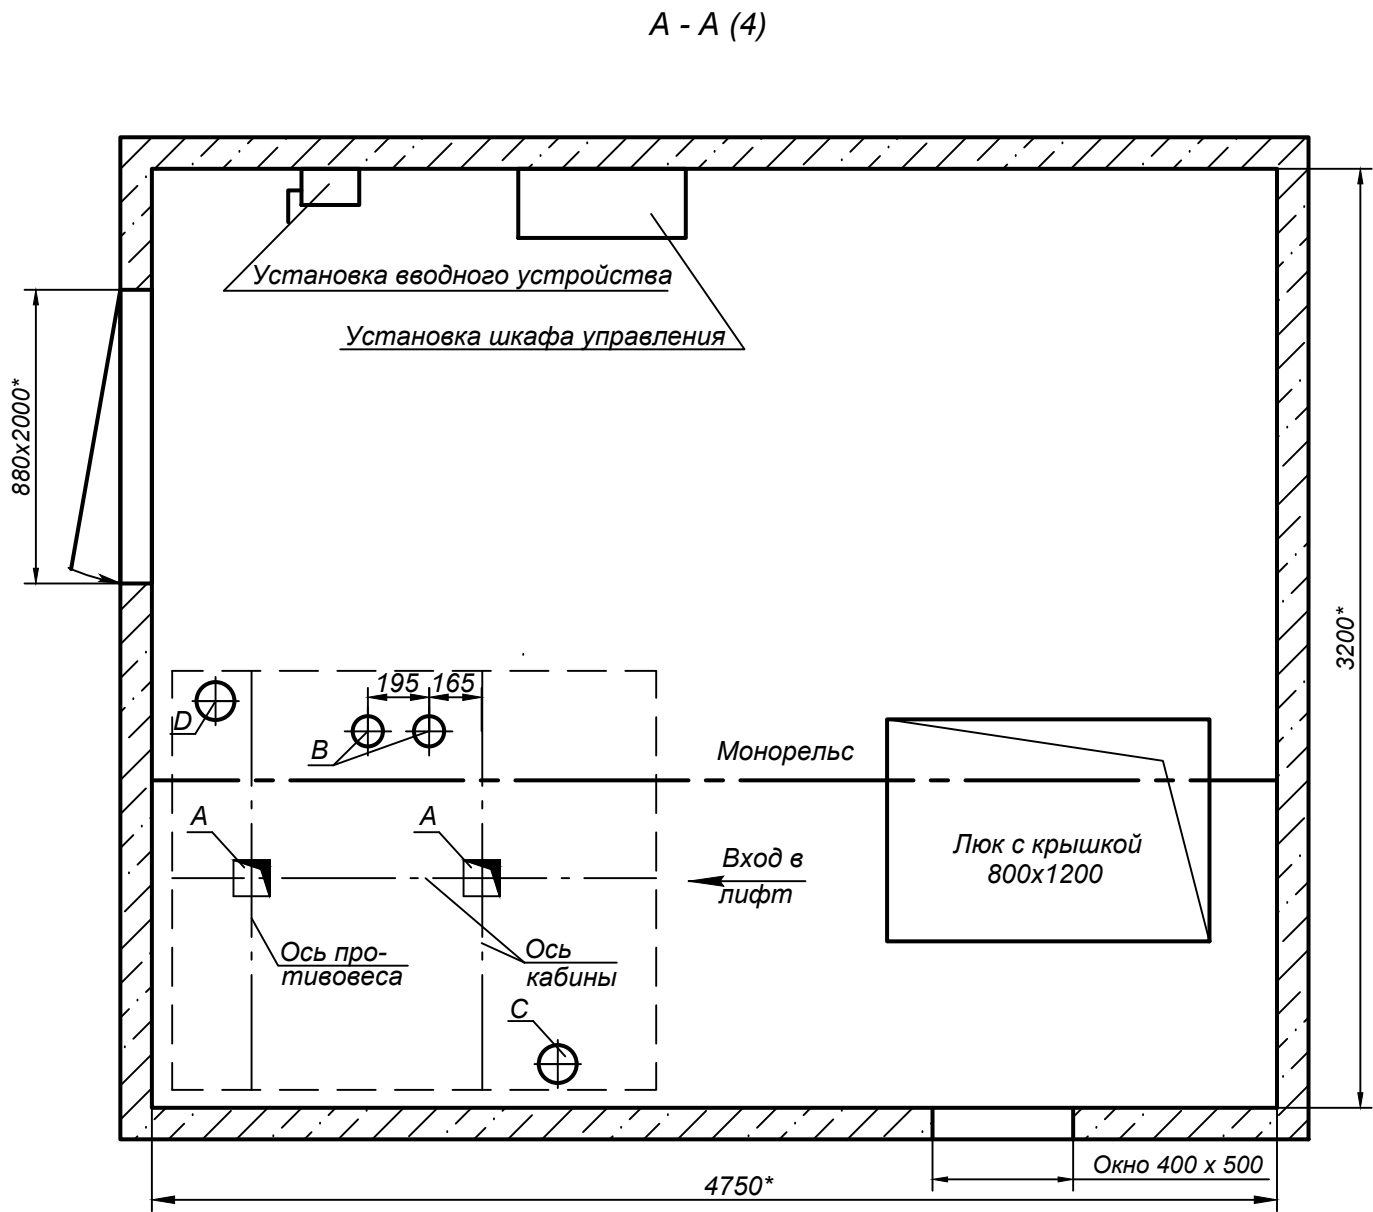 А - А (4)
Установка вводного устройства
Установка шкафа управления
880х2000*
3200*
195
165
D
В
Монорельс
А
А
Люк с крышкой
800х1200
Вход в
лифт
Ось про-
тивовеса
Ось
кабины
С
Окно 400 х 500
4750*